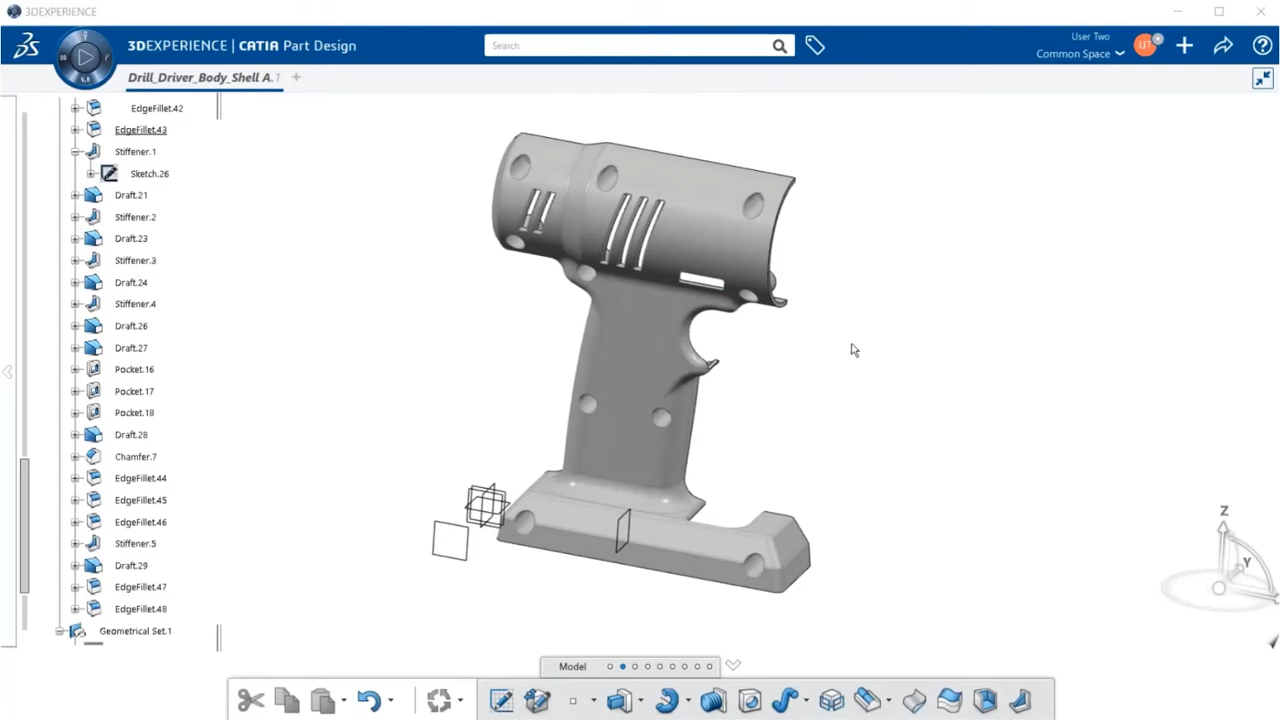 3DEXPERIENCE
3DEXPERIENCE | CATIA Part Design
Search
User Two
Common Space
UT
3D
V.R
Drill_Driver_Body_Shell A.1
EdgeFillet.42
EdgeFillet.43
Stiffener.1
Sketch.26
Draft.21
Stiffener.2
Draft.23
Stiffener.3
Draft.24
Stiffener.4
Draft.26
Draft.27
Pocket.16
Pocket.17
Pocket.18
Draft.28
Chamfer.7
EdgeFillet.44
EdgeFillet.45
EdgeFillet.46
Stiffener.5
Draft.29
EdgeFillet.47
EdgeFillet.48
Geometrical Set.1
Z
Y
Model